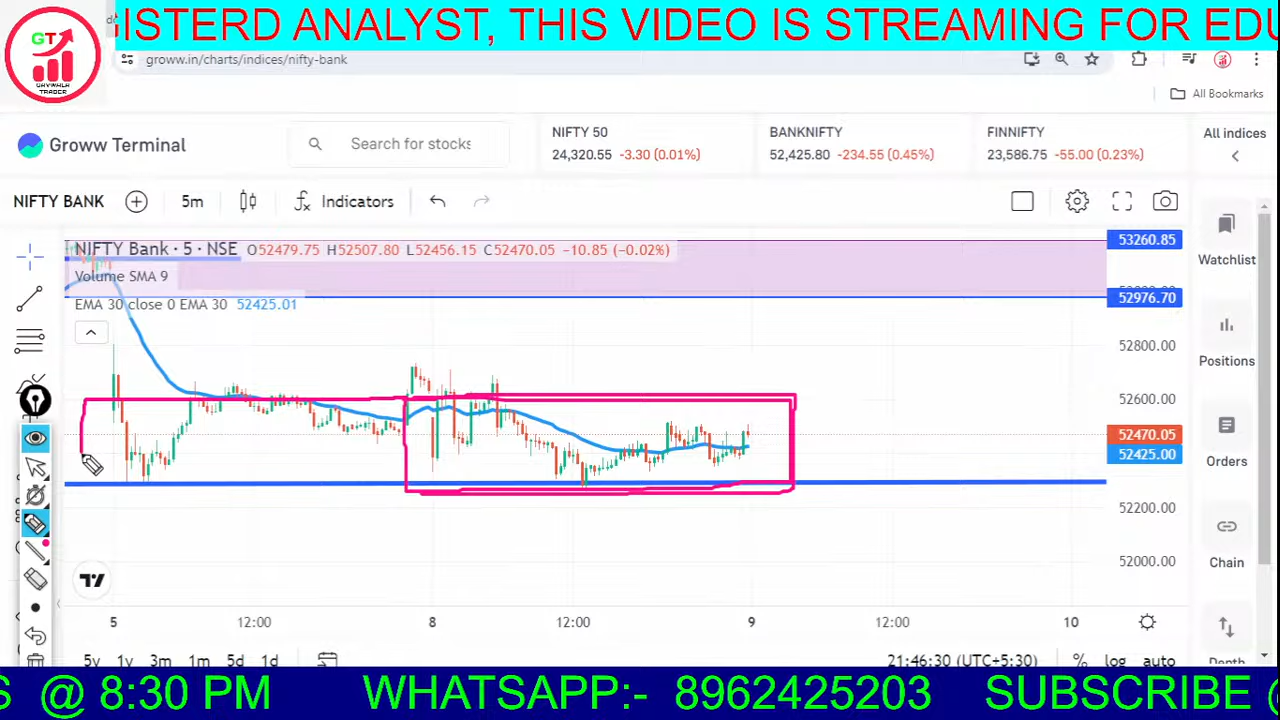 ISTERD ANALYST, THIS VIDEO IS STREAMING FOR EDU
GT
GAYWALA
TRADER
groww.in/charts/indices/nifty-bank
All Bookmarks
Groww Terminal
Search for stocks
NIFTY 50
24,320.55 -3.30 (0.01%)
BANKNIFTY
52,425.80 -234.55 (0.45%)
FINNIFTY
23,586.75 -55.00 (0.23%)
All indices
NIFTY BANK
5m
Indicators
NIFTY Bank · 5 · NSE O52479.75 H52507.80 L52456.15 C52470.05 −10.85 (−0.02%)
Volume SMA 9
EMA 30 close 0 EMA 30 52425.01
53260.85
52976.70
52800.00
52600.00
52470.05
52425.00
52200.00
52000.00
Watchlist
Positions
Orders
Chain
Depth
5 12:00 8 12:00 9 12:00 10
5y 1y 3m 1m 5d 1d
21:46:30 (UTC+5:30) % log auto
S @ 8:30 PM WHATSAPP:- 8962425203 SUBSCRIBE @